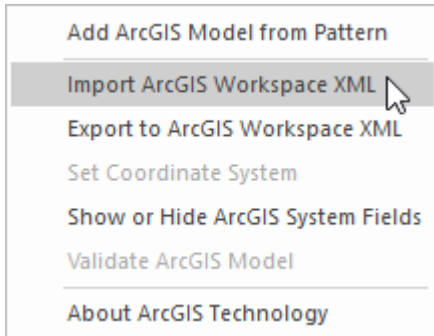 Add ArcGIS Model from Pattern
Import ArcGIS Workspace XML
Export to ArcGIS Workspace XML
Set Coordinate System
Show or Hide ArcGIS System Fields
Validate ArcGIS Model
About ArcGIS Technology